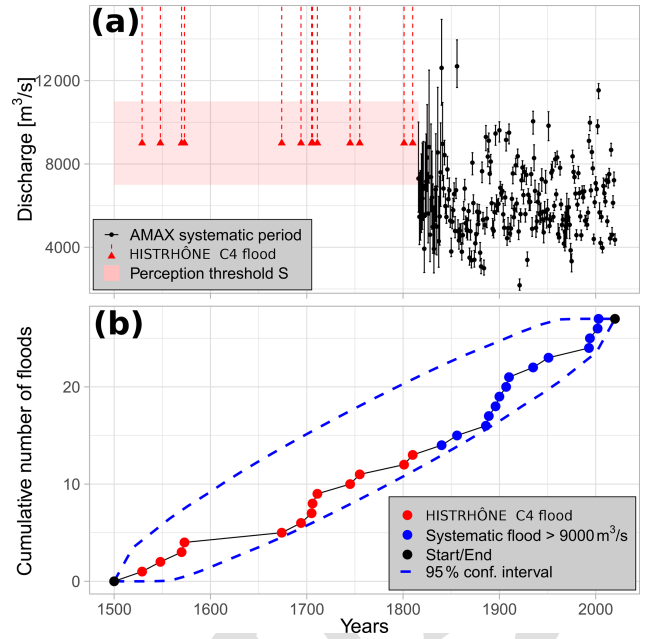 (a)
Discharge [m³/s]
12000
8000
4000
AMAX systematic period
HISTRHÔNE C4 flood
Perception threshold S
(b)
Cumulative number of floods
20
10
0
HISTRHÔNE C4 flood
Systematic flood > 9000 m³/s
Start/End
95 % conf. interval
1500 1600 1700 1800 1900 2000
Years